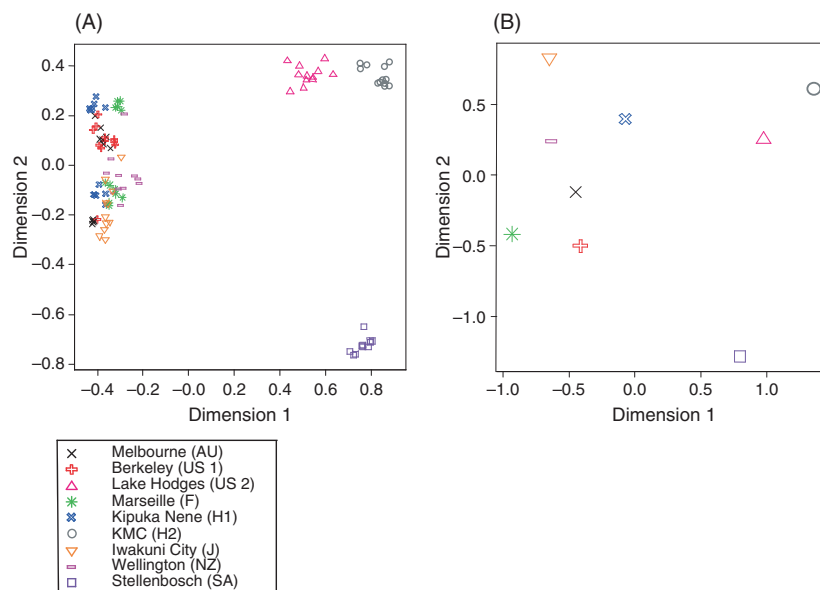 (A)
(B)
0.4
0.2
0.0
−0.2
−0.4
−0.6
−0.8
Dimension 2
−0.4
−0.2
0.0
0.2
0.4
0.6
0.8
Dimension 1
0.5
0.0
−0.5
−1.0
Dimension 2
−1.0
−0.5
0.0
0.5
1.0
Dimension 1
Melbourne (AU)
Berkeley (US 1)
Lake Hodges (US 2)
Marseille (F)
Kipuka Nene (H1)
KMC (H2)
Iwakuni City (J)
Wellington (NZ)
Stellenbosch (SA)